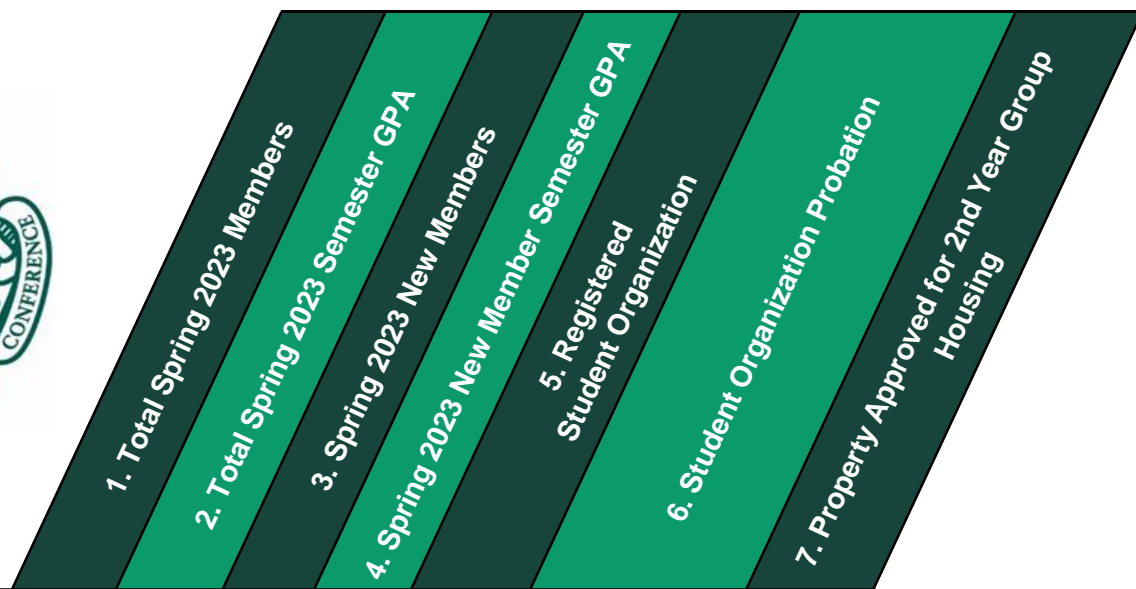 CONFERENCE
1. Total Spring 2023 Members
2. Total Spring 2023 Semester GPA
3. Spring 2023 New Members
4. Spring 2023 New Member Semester GPA
5. Registered
Student Organization
6. Student Organization Probation
7. Property Approved for 2nd Year Group
Housing